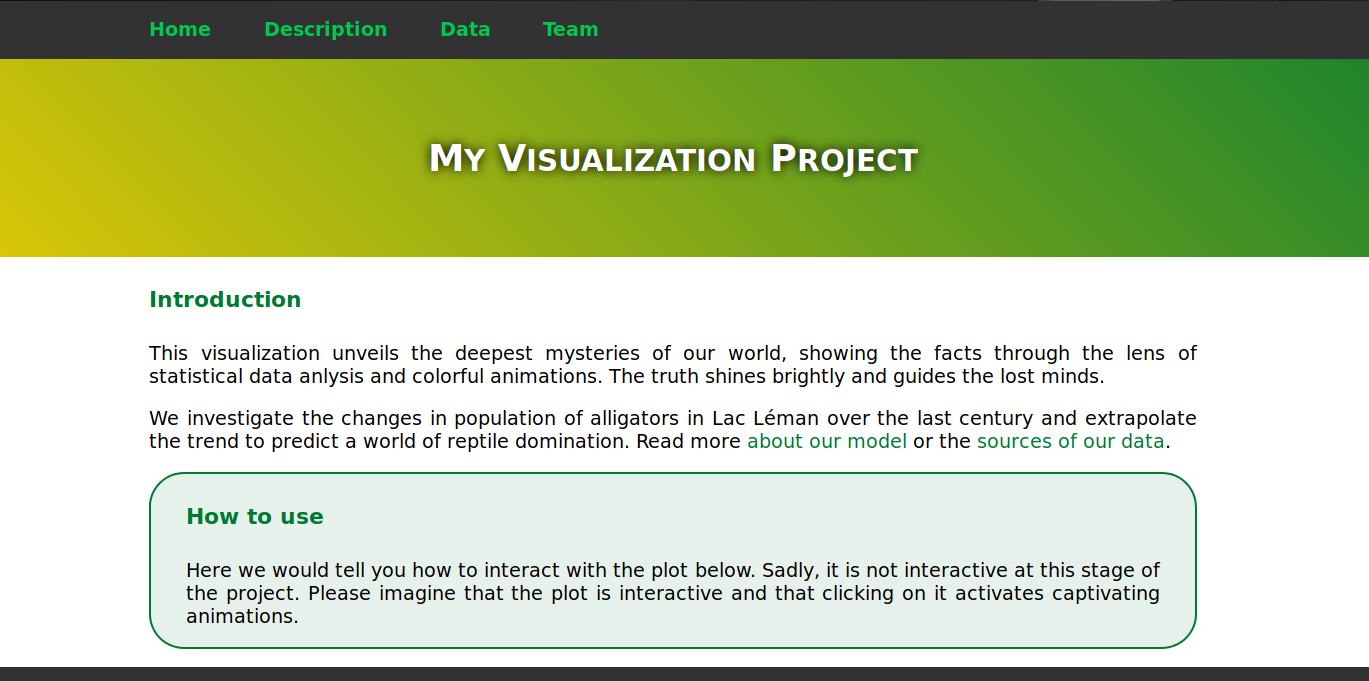 Home Description Data Team
My Visualization Project
Introduction
This visualization unveils the deepest mysteries of our world, showing the facts through the lens of
statistical data anlysis and colorful animations. The truth shines brightly and guides the lost minds.
We investigate the changes in population of alligators in Lac Léman over the last century and extrapolate
the trend to predict a world of reptile domination. Read more about our model or the sources of our data.
How to use
Here we would tell you how to interact with the plot below. Sadly, it is not interactive at this stage of
the project. Please imagine that the plot is interactive and that clicking on it activates captivating
animations.